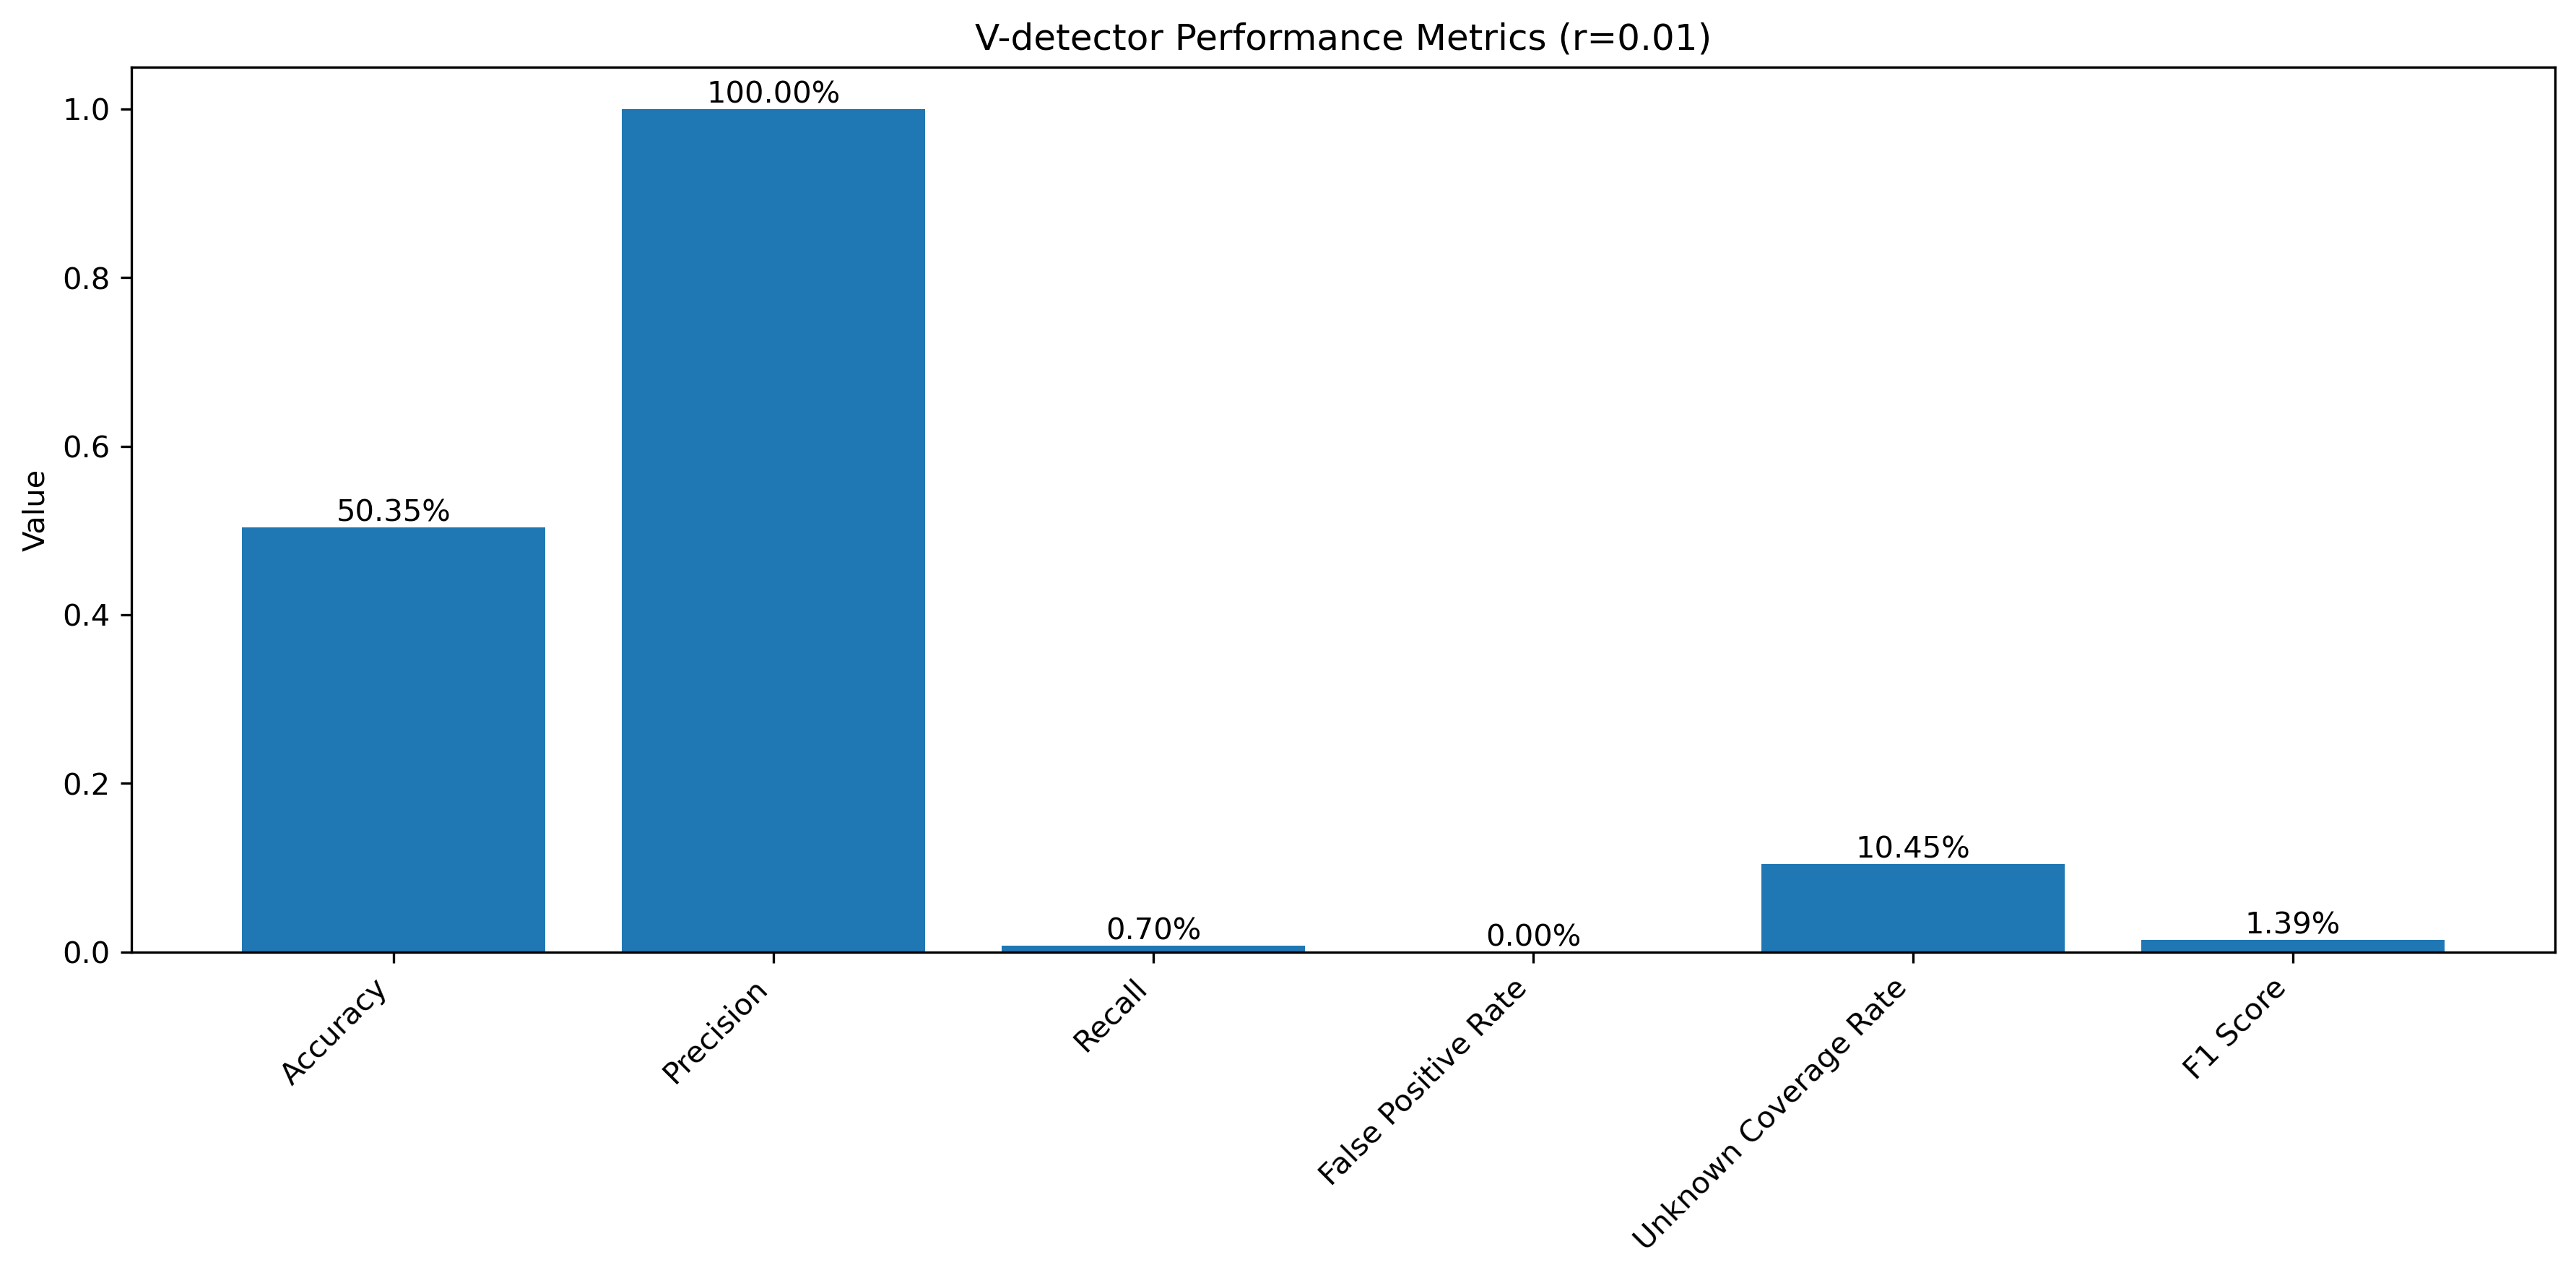 V-detector Performance Metrics (r=0.01)
Value
1.0
0.8
0.6
0.4
0.2
0.0
50.35%
100.00%
0.70%
0.00%
10.45%
1.39%
Accuracy
Precision
Recall
False Positive Rate
Unknown Coverage Rate
F1 Score